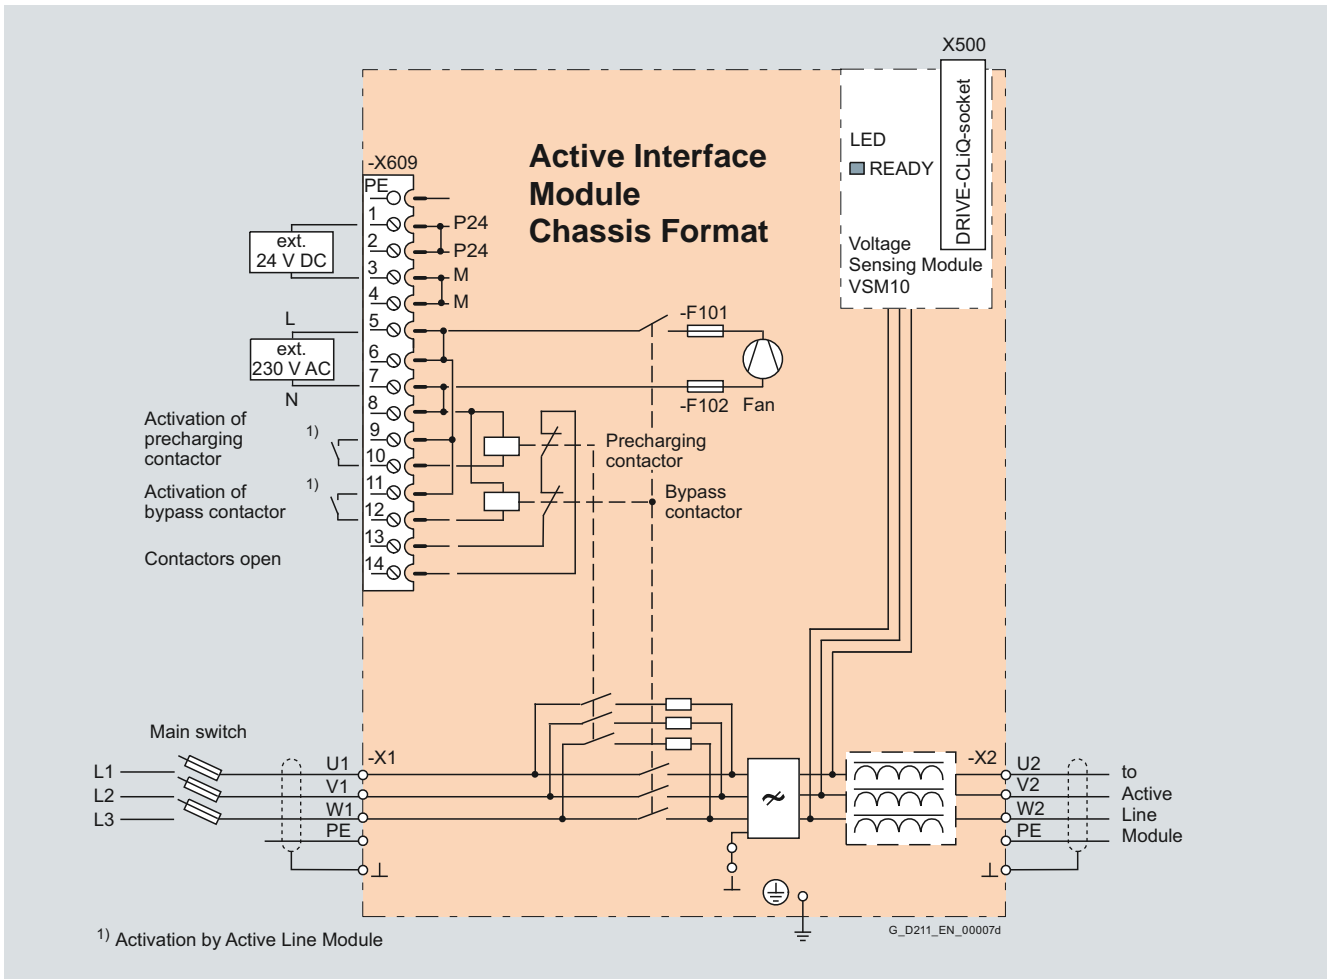 X500
DRIVE-CLiQ-socket
LED
READY
Voltage
Sensing Module
VSM10
Active Interface
Module
Chassis Format
-X609
PE
1
P24
2
P24
3
M
4
M
5
6
7
8
9
10
11
12
13
14
ext.
24 V DC
L
ext.
230 V AC
N
-F101
-F102
Fan
Activation of
precharging
contactor
1)
Activation of
bypass contactor
1)
Contactors open
Precharging
contactor
Bypass
contactor
Main switch
L1
L2
L3
U1
V1
W1
PE
-X1
-X2
U2
V2
W2
PE
to
Active
Line
Module
G_D211_EN_00007d
1) Activation by Active Line Module